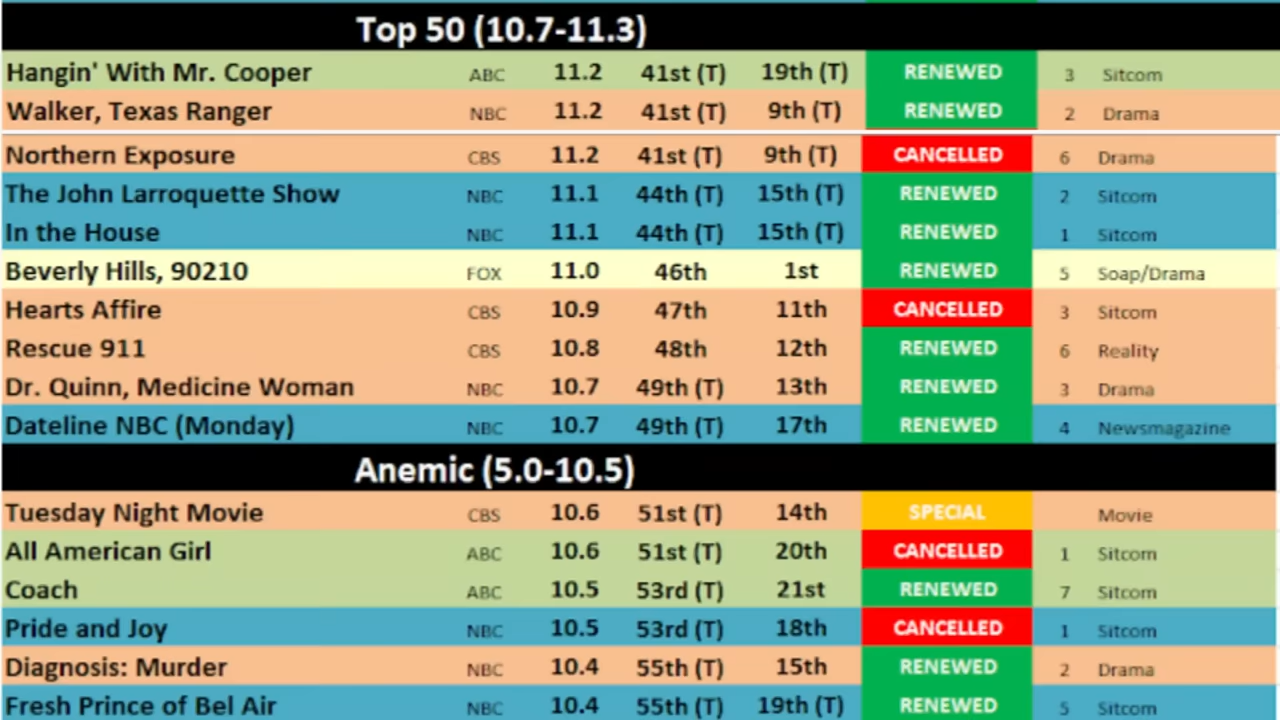 Top 50 (10.7-11.3)
Hangin' With Mr. Cooper ABC 11.2 41st (T) 19th (T) RENEWED 3 Sitcom
Walker, Texas Ranger NBC 11.2 41st (T) 9th (T) RENEWED 2 Drama
Northern Exposure CBS 11.2 41st (T) 9th (T) CANCELLED 6 Drama
The John Larroquette Show NBC 11.1 44th (T) 15th (T) RENEWED 2 Sitcom
In the House NBC 11.1 44th (T) 15th (T) RENEWED 1 Sitcom
Beverly Hills, 90210 FOX 11.0 46th 1st RENEWED 5 Soap/Drama
Hearts Affire CBS 10.9 47th 11th CANCELLED 3 Sitcom
Rescue 911 CBS 10.8 48th 12th RENEWED 6 Reality
Dr. Quinn, Medicine Woman NBC 10.7 49th (T) 13th RENEWED 3 Drama
Dateline NBC (Monday) NBC 10.7 49th (T) 17th RENEWED 4 Newsmagazine
Anemic (5.0-10.5)
Tuesday Night Movie CBS 10.6 51st (T) 14th SPECIAL Movie
All American Girl ABC 10.6 51st (T) 20th CANCELLED 1 Sitcom
Coach ABC 10.5 53rd (T) 21st RENEWED 7 Sitcom
Pride and Joy NBC 10.5 53rd (T) 18th CANCELLED 1 Sitcom
Diagnosis: Murder NBC 10.4 55th (T) 15th RENEWED 2 Drama
Fresh Prince of Bel Air NBC 10.4 55th (T) 19th (T) RENEWED 5 Sitcom